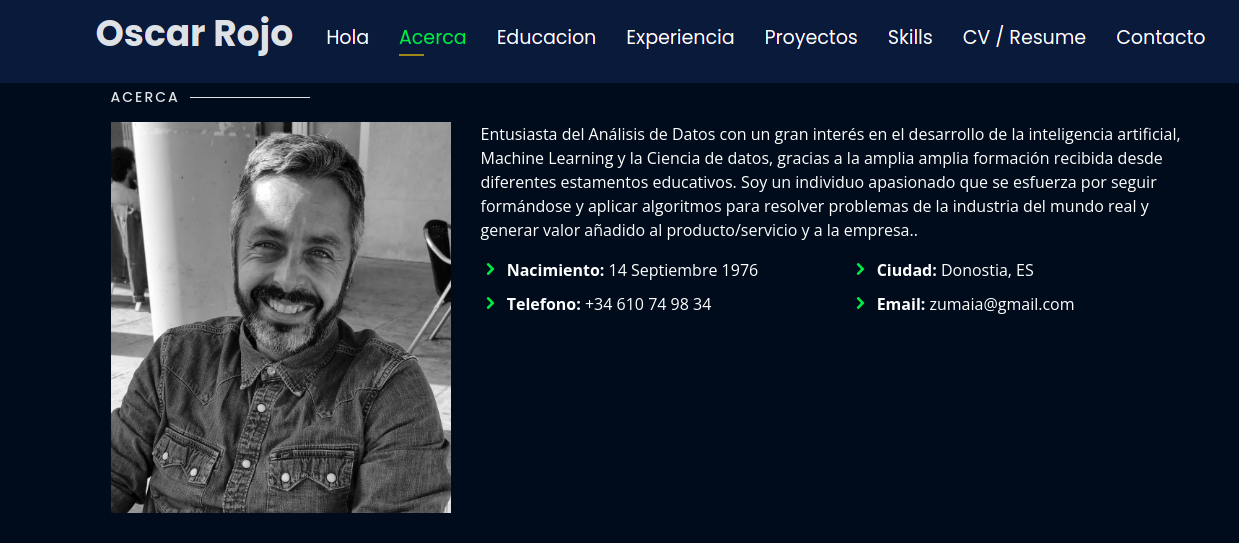 Oscar Rojo Hola Acerca Educacion Experiencia Proyectos Skills CV / Resume Contacto
ACERCA
Entusiasta del Análisis de Datos con un gran interés en el desarrollo de la inteligencia artificial,
Machine Learning y la Ciencia de datos, gracias a la amplia amplia formación recibida desde
diferentes estamentos educativos. Soy un individuo apasionado que se esfuerza por seguir
formándose y aplicar algoritmos para resolver problemas de la industria del mundo real y
generar valor añadido al producto/servicio y a la empresa..
Nacimiento: 14 Septiembre 1976 Ciudad: Donostia, ES
Telefono: +34 610 74 98 34 Email: zumaia@gmail.com